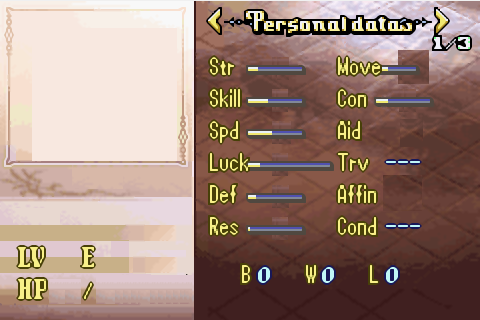 Personal data
1/3
Str Move
Skill Con
Spd Aid
Luck Trv ---
Def Affin
Res Cond ---
LV E
HP /
B 0 W 0 L 0